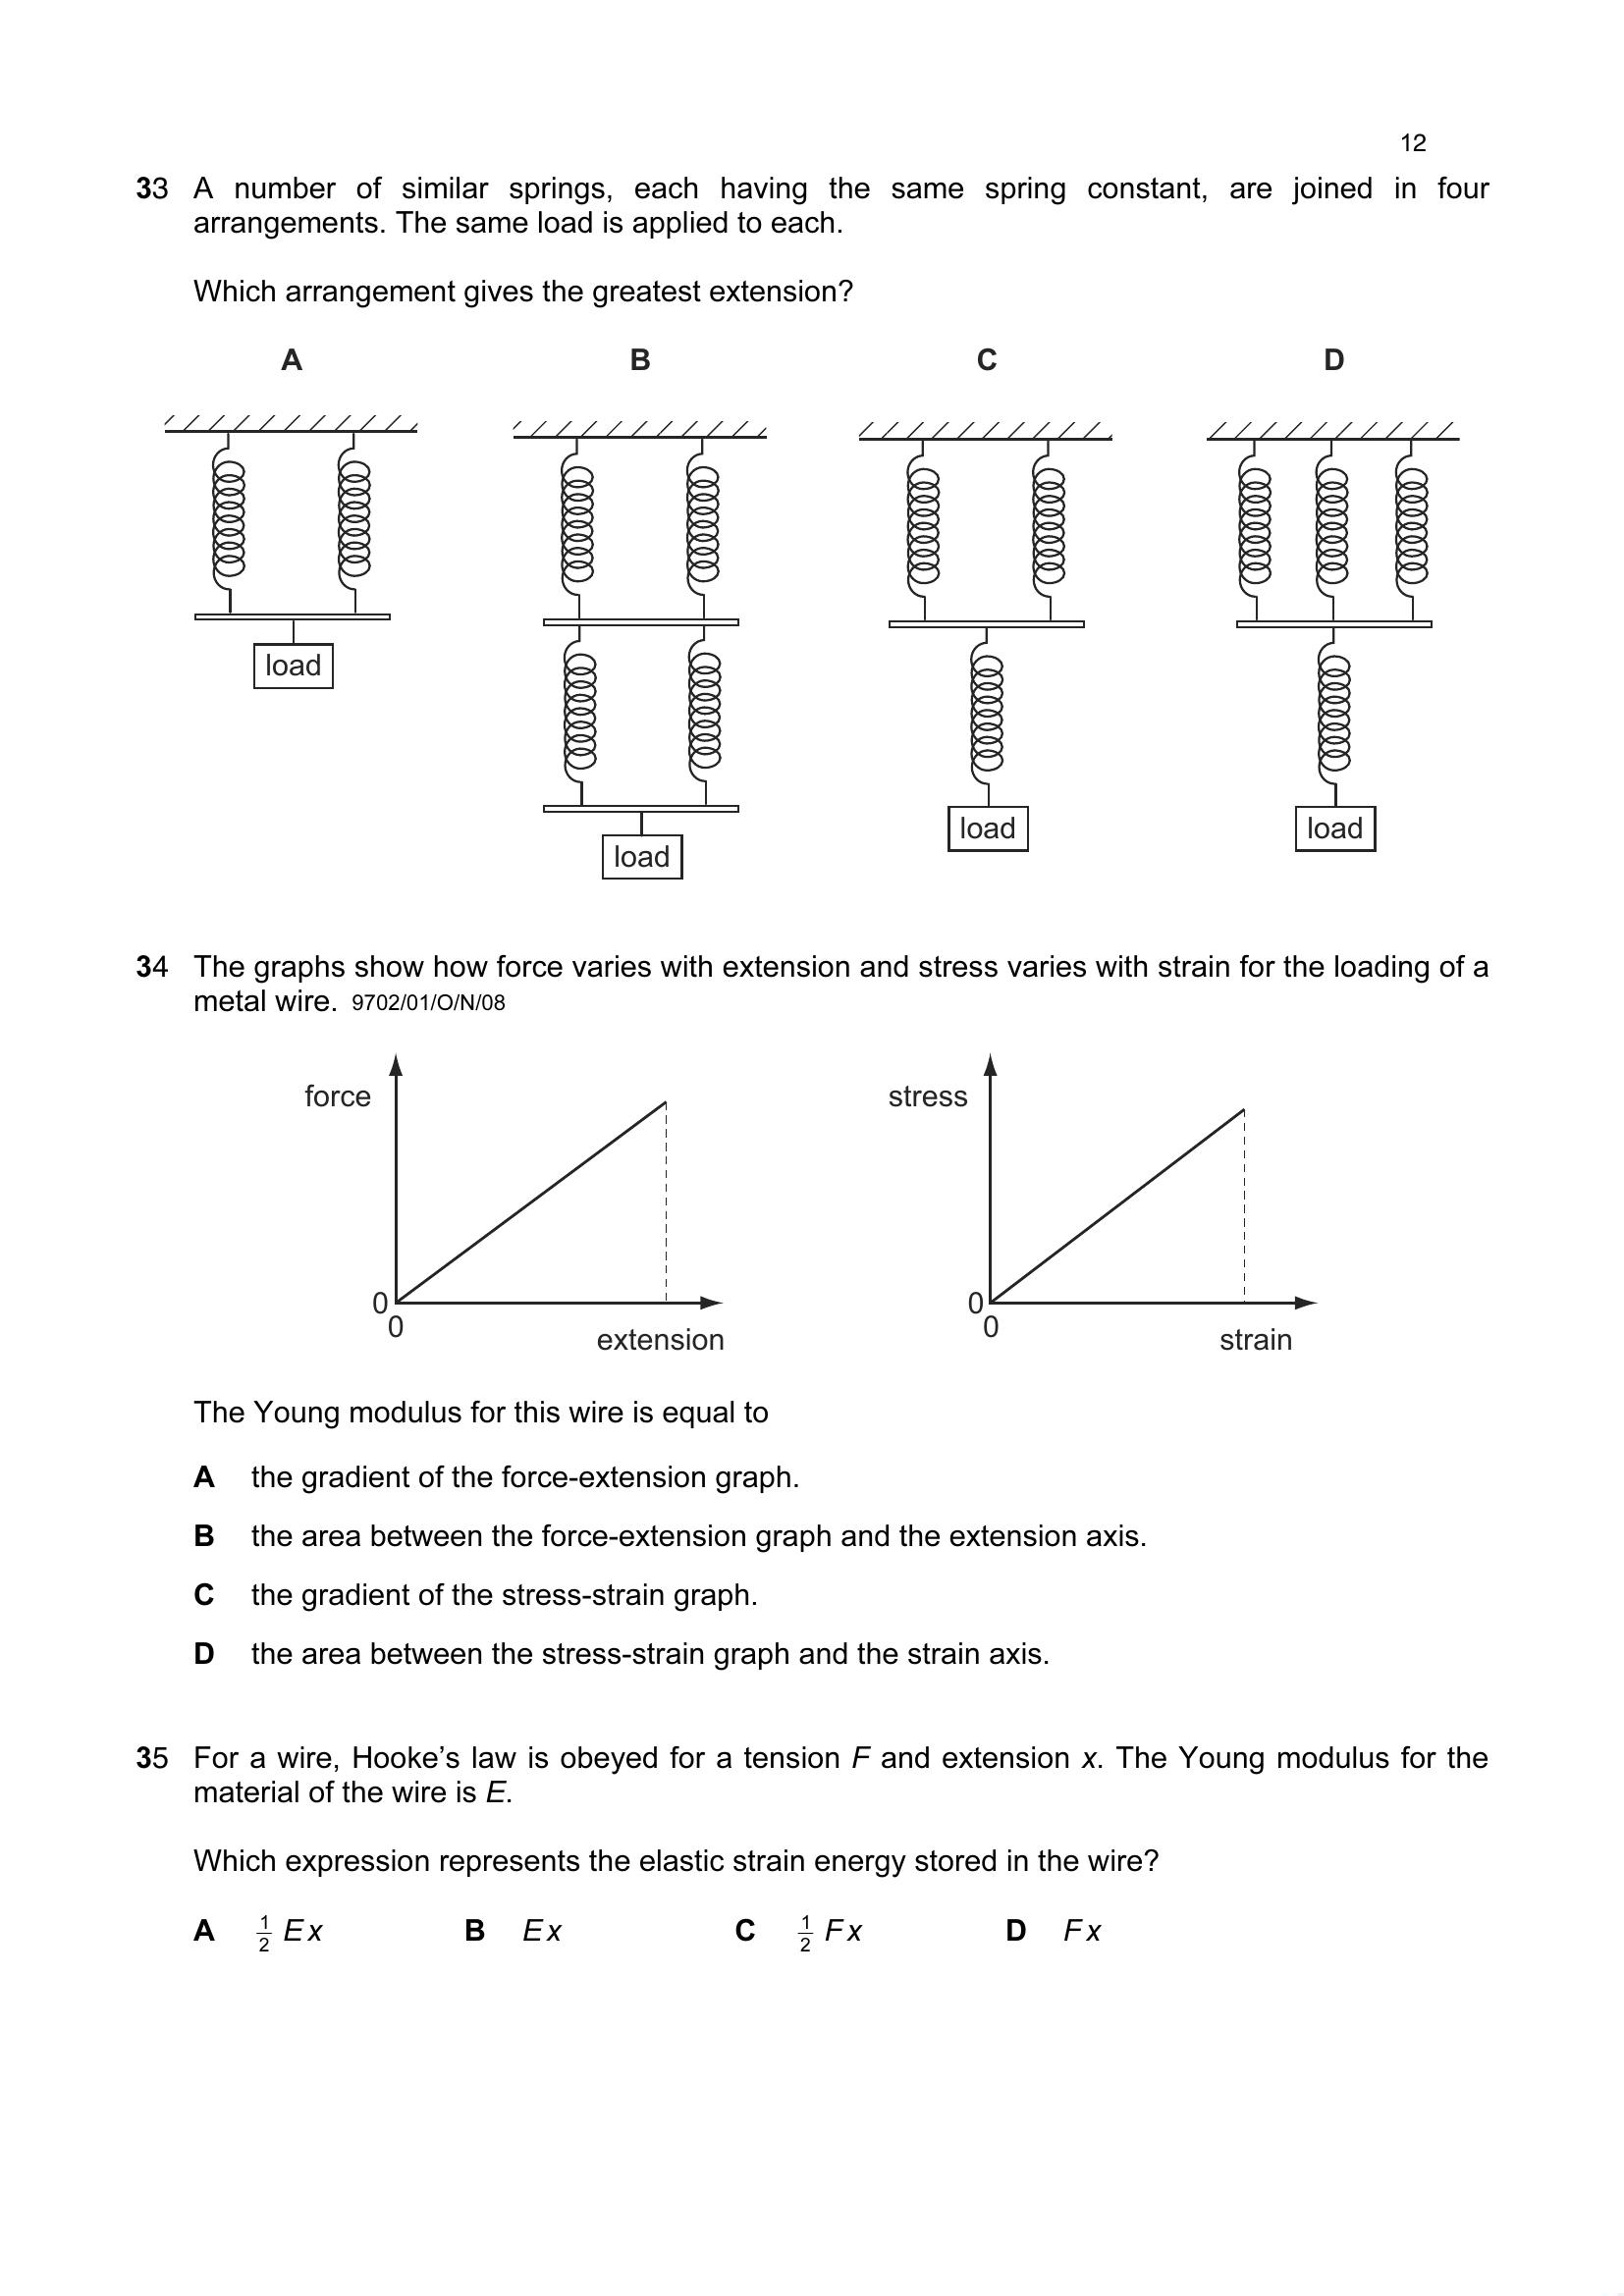 12
33 A number of similar springs, each having the same spring constant, are joined in four
arrangements. The same load is applied to each.
Which arrangement gives the greatest extension?
A B C D
load
load
load
load
34 The graphs show how force varies with extension and stress varies with strain for the loading of a
metal wire. 9702/01/O/N/08
force
0
0
extension
stress
0
0
strain
The Young modulus for this wire is equal to
A the gradient of the force-extension graph.
B the area between the force-extension graph and the extension axis.
C the gradient of the stress-strain graph.
D the area between the stress-strain graph and the strain axis.
35 For a wire, Hooke’s law is obeyed for a tension F and extension x. The Young modulus for the
material of the wire is E.
Which expression represents the elastic strain energy stored in the wire?
A 1/2 Ex B Ex C 1/2 Fx D Fx